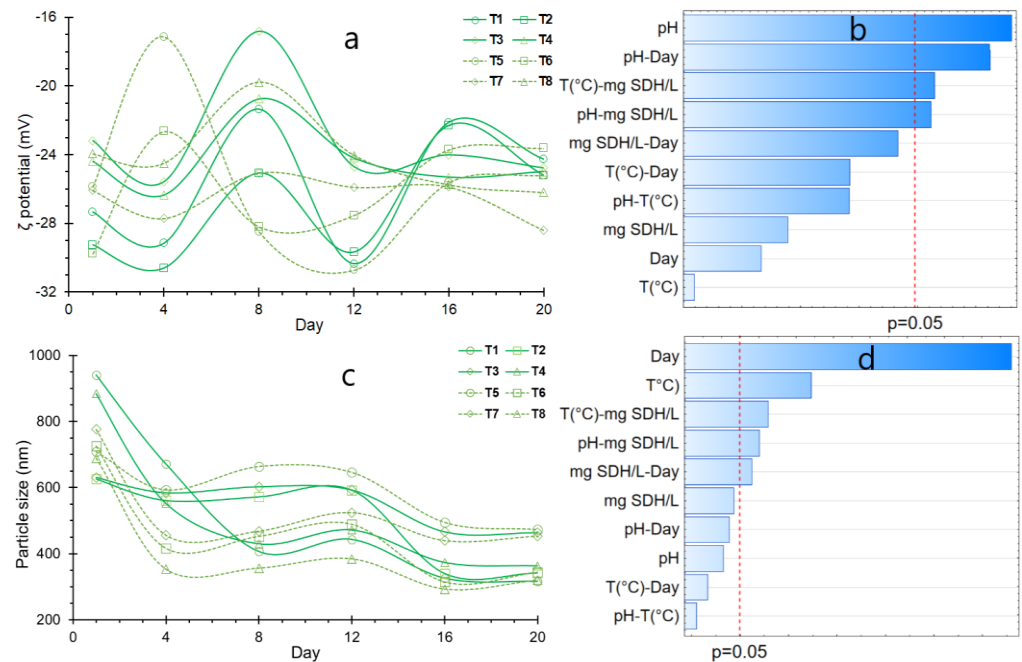 a
T1 T2
T3 T4
T5 T6
T7 T8
-16
-20
-24
-28
-32
ζ potential (mV)
0 4 8 12 16 20
Day
b
pH
pH-Day
T(°C)-mg SDH/L
pH-mg SDH/L
mg SDH/L-Day
T(°C)-Day
pH-T(°C)
mg SDH/L
Day
T(°C)
p=0.05
c
T1 T2
T3 T4
T5 T6
T7 T8
1000
800
600
400
200
Particle size (nm)
0 4 8 12 16 20
Day
d
Day
T°C)
T(°C)-mg SDH/L
pH-mg SDH/L
mg SDH/L-Day
mg SDH/L
pH-Day
pH
T(°C)-Day
pH-T(°C)
p=0.05